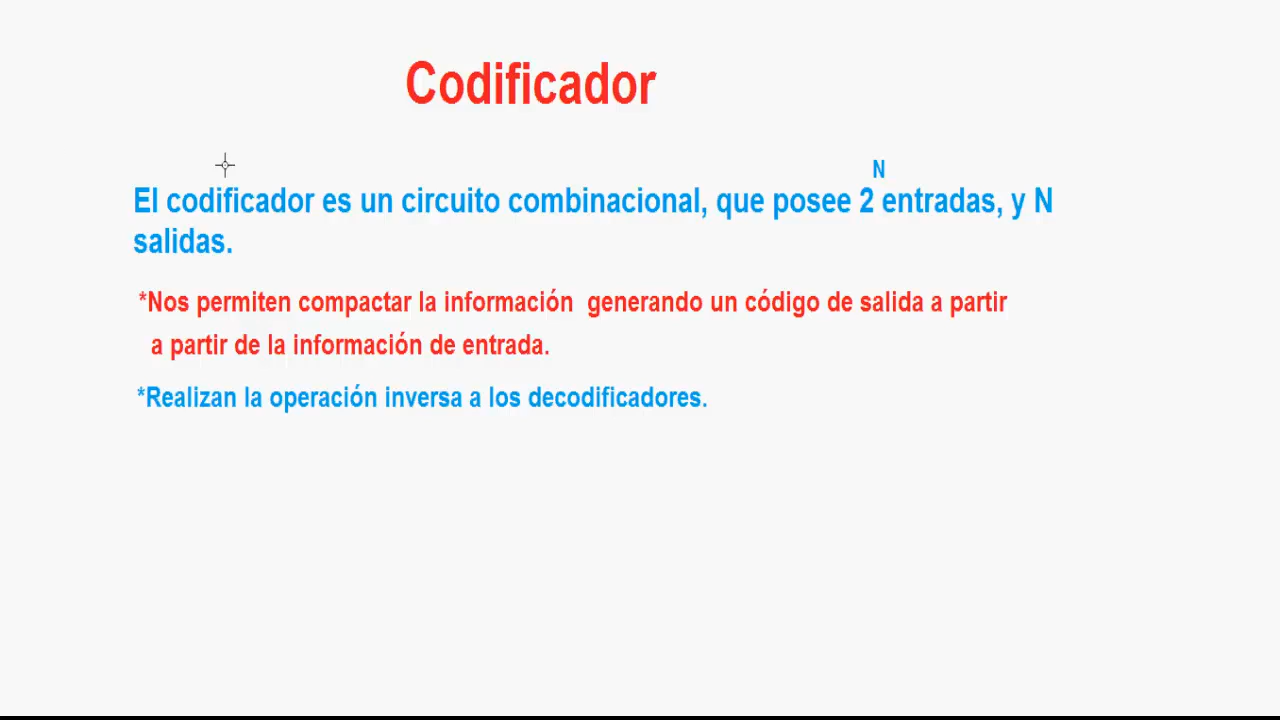 Codificador
N
El codificador es un circuito combinacional, que posee 2 entradas, y N
salidas.
*Nos permiten compactar la información generando un código de salida a partir
a partir de la información de entrada.
*Realizan la operación inversa a los decodificadores.